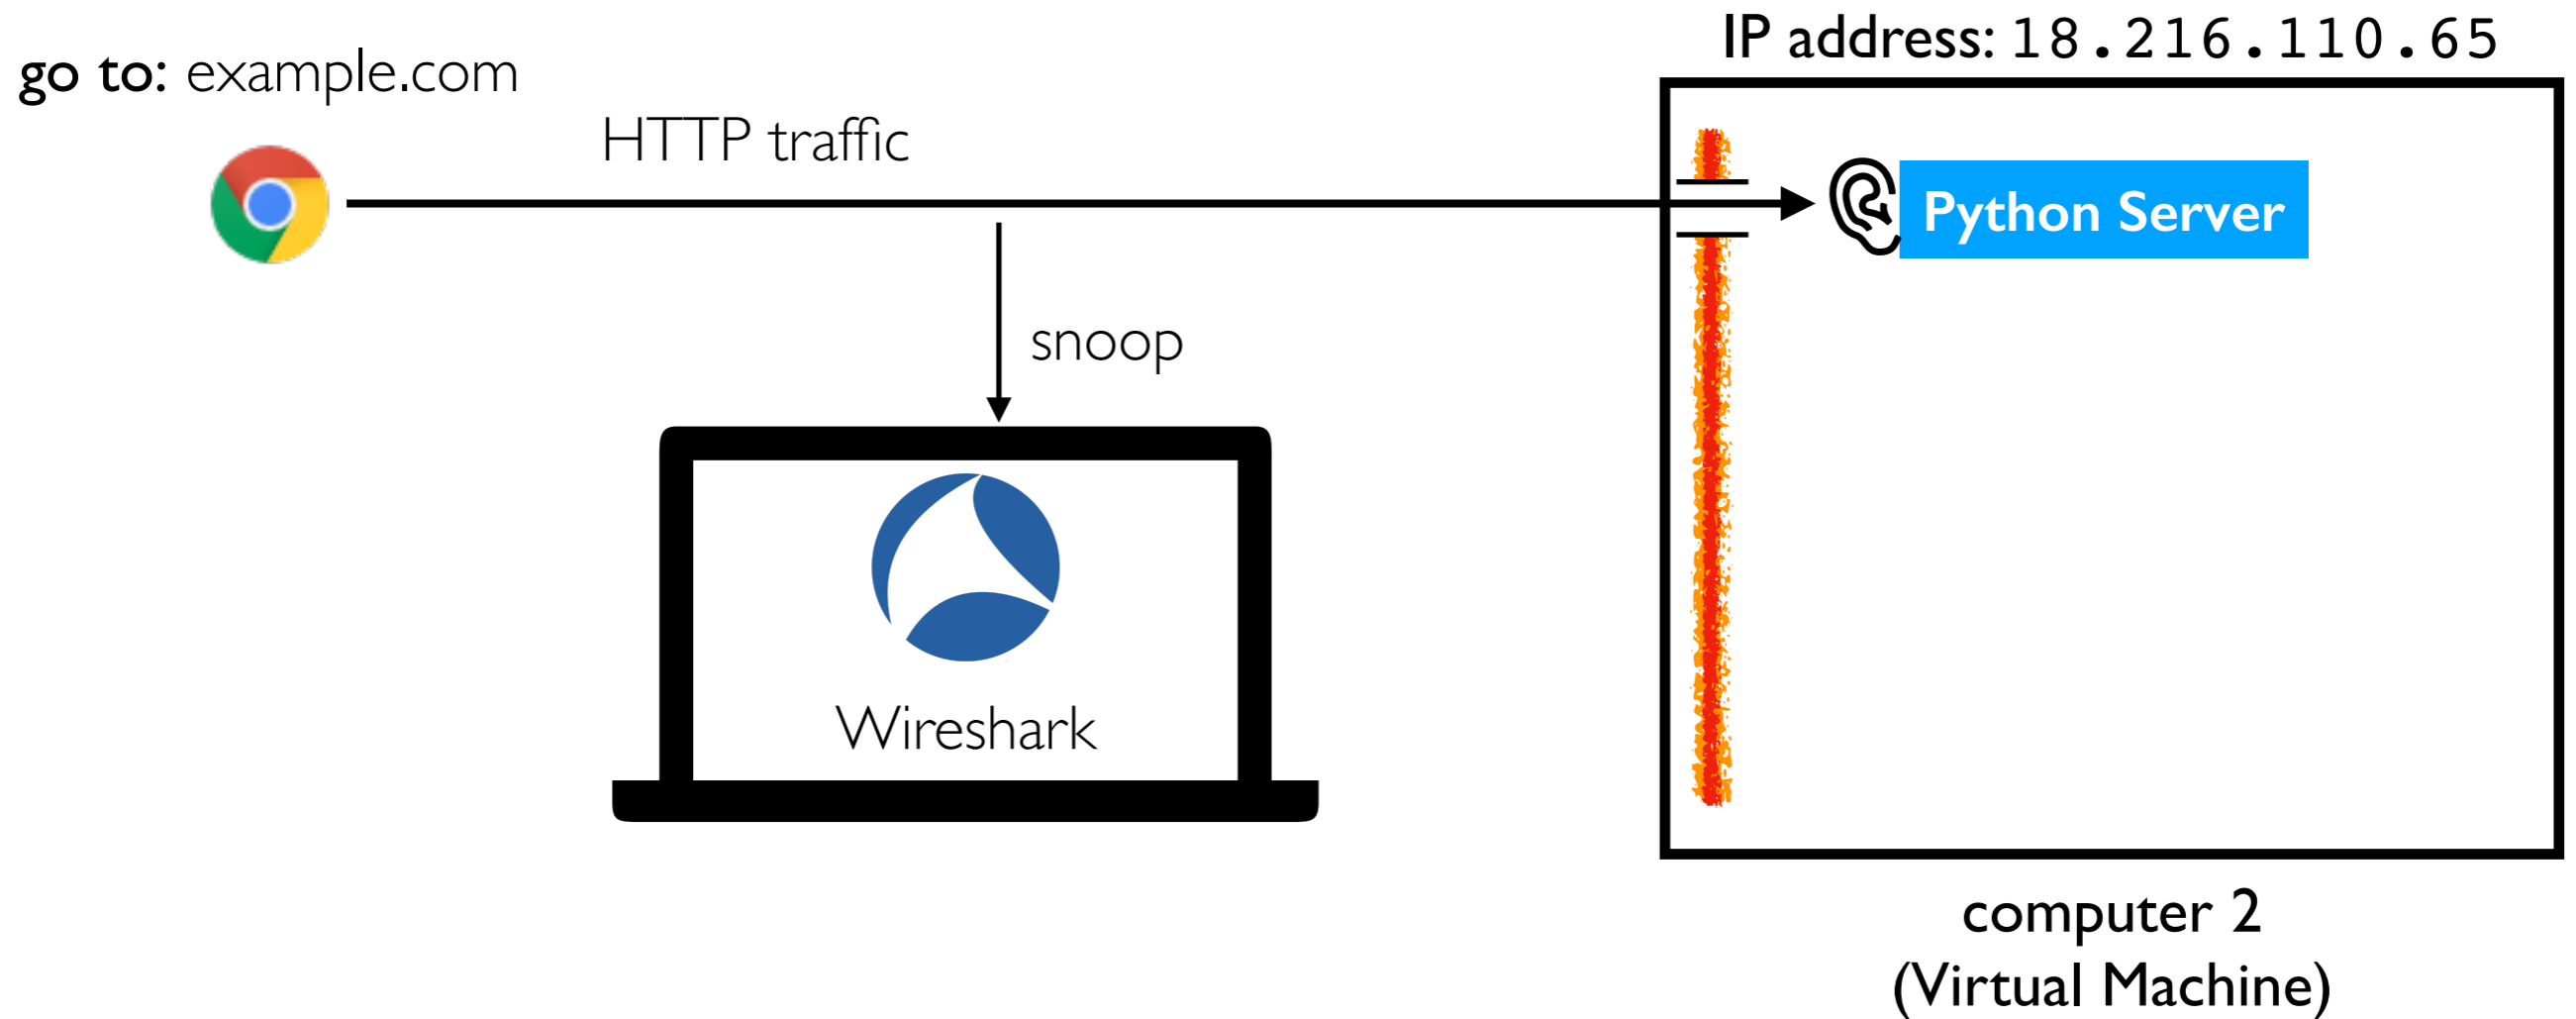 IP address: 18.216.110.65
go to: example.com
HTTP traffic
Python Server
snoop
Wireshark
computer 2
(Virtual Machine)